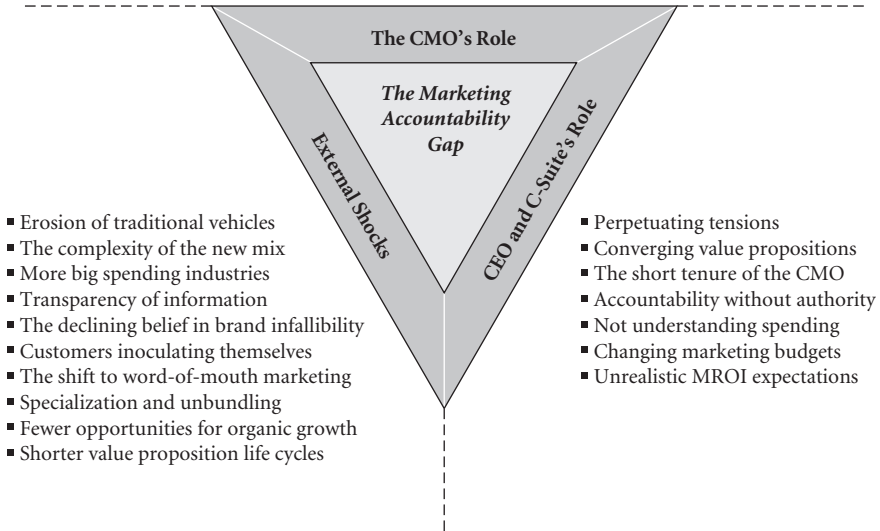 The CMO's Role
The Marketing
Accountability
Gap
External Shocks
CEO and C-Suite's Role
▪ Erosion of traditional vehicles
▪ The complexity of the new mix
▪ More big spending industries
▪ Transparency of information
▪ The declining belief in brand infallibility
▪ Customers inoculating themselves
▪ The shift to word-of-mouth marketing
▪ Specialization and unbundling
▪ Fewer opportunities for organic growth
▪ Shorter value proposition life cycles
▪ Perpetuating tensions
▪ Converging value propositions
▪ The short tenure of the CMO
▪ Accountability without authority
▪ Not understanding spending
▪ Changing marketing budgets
▪ Unrealistic MROI expectations